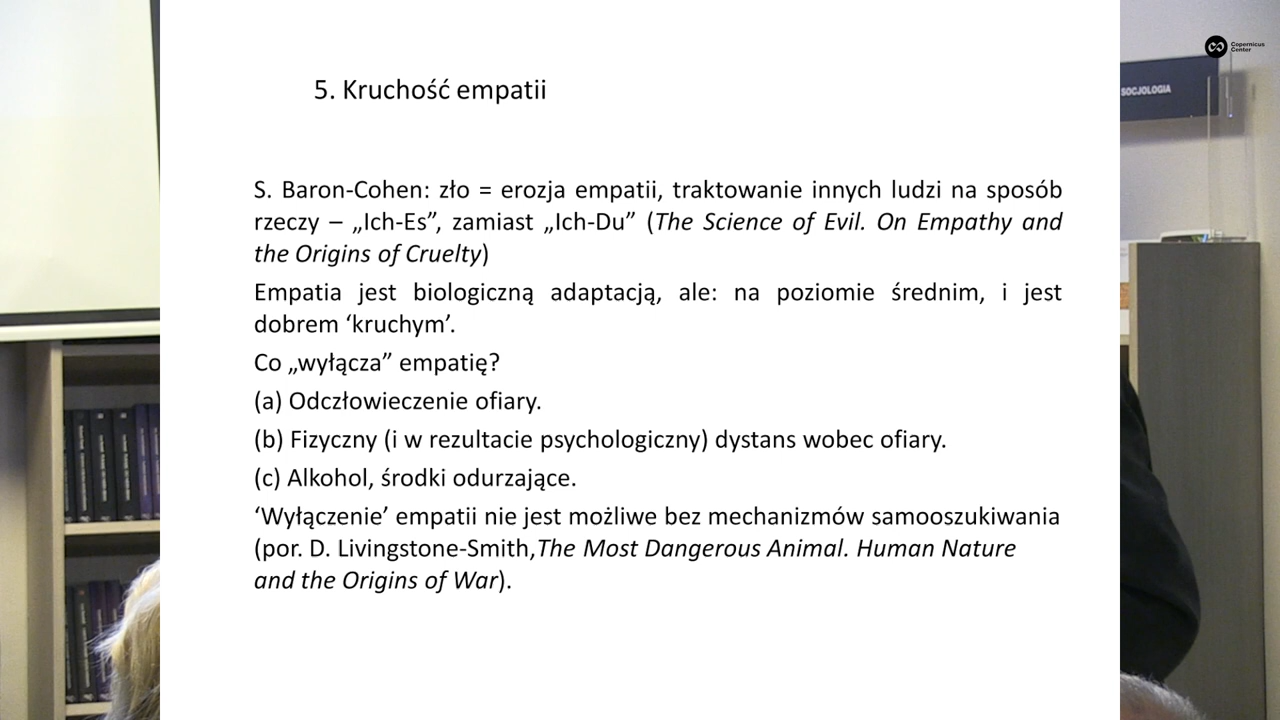 5. Kruchość empatii
S. Baron-Cohen: zło = erozja empatii, traktowanie innych ludzi na sposób
rzeczy – „Ich-Es”, zamiast „Ich-Du” (The Science of Evil. On Empathy and
the Origins of Cruelty)
Empatia jest biologiczną adaptacją, ale: na poziomie średnim, i jest
dobrem ‘kruchym’.
Co „wyłącza” empatię?
(a) Odczłowieczenie ofiary.
(b) Fizyczny (i w rezultacie psychologiczny) dystans wobec ofiary.
(c) Alkohol, środki odurzające.
‘Wyłączenie’ empatii nie jest możliwe bez mechanizmów samooszukiwania
(por. D. Livingstone-Smith,The Most Dangerous Animal. Human Nature
and the Origins of War).
Copernicus
Center
SOCJOLOGIA